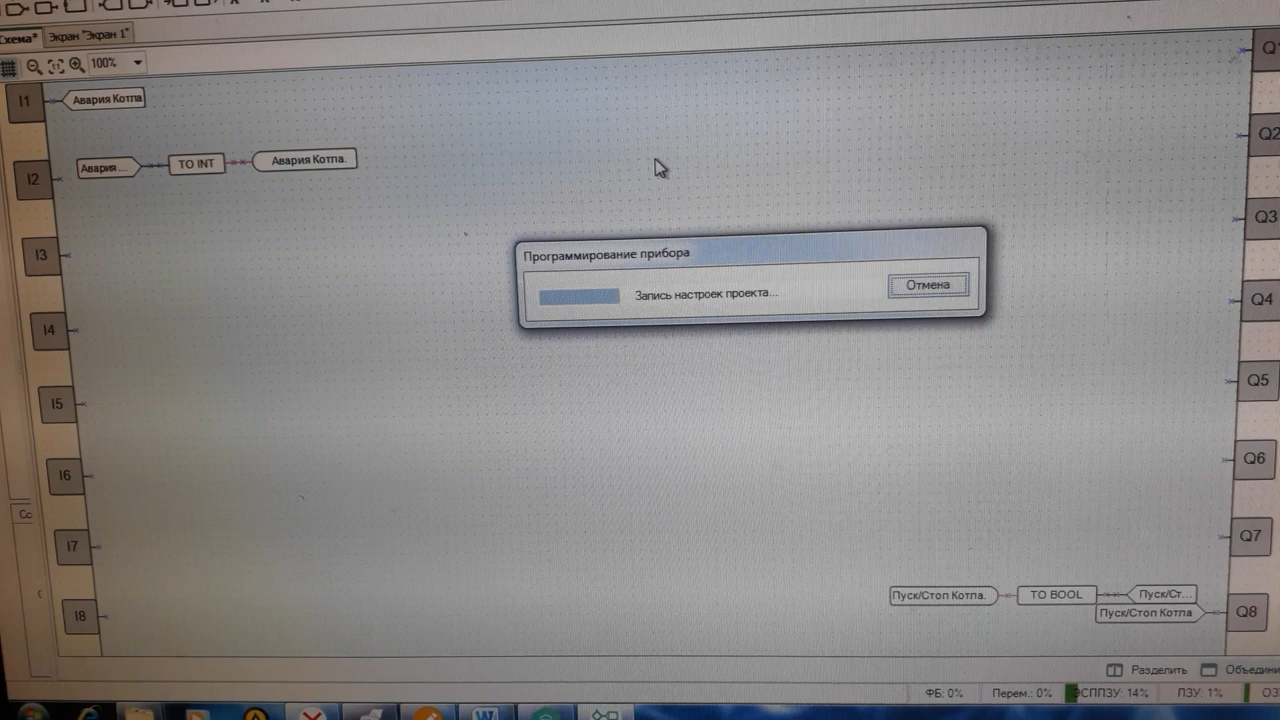 Схема* Экран "Экран 1"
100%
I1 Авария Котла Q1
Q2
Авария ... TO INT Авария Котла.
I2
Q3
I3
Программирование прибора
Запись настроек проекта... Отмена
Q4
I4
Q5
I5
Q6
I6
Q7
I7
Пуск/Стоп Котла. TO BOOL Пуск/Ст...
I8 Пуск/Стоп Котла Q8
Разделить
ФБ: 0% Перем.: 0% ЭСППЗУ: 14% ПЗУ: 1%